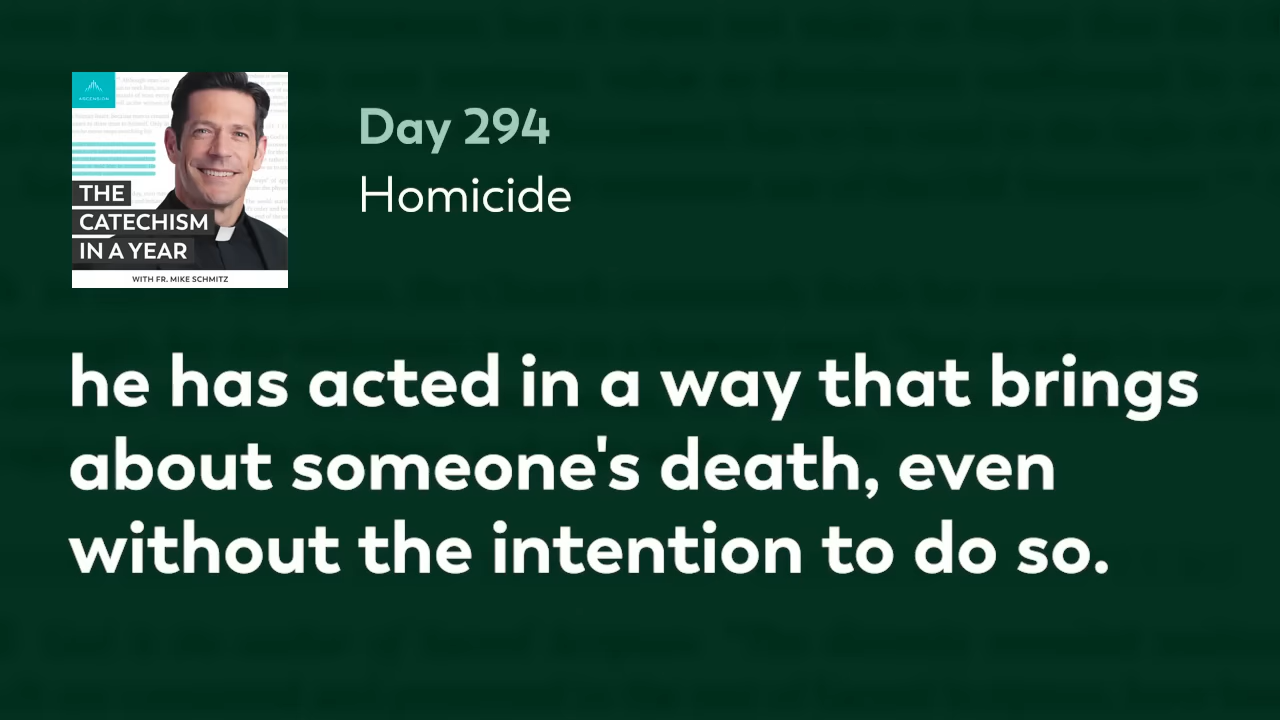 ASCENSION
THE
CATECHISM
IN A YEAR
WITH FR. MIKE SCHMITZ
Day 294
Homicide
he has acted in a way that brings
about someone's death, even
without the intention to do so.